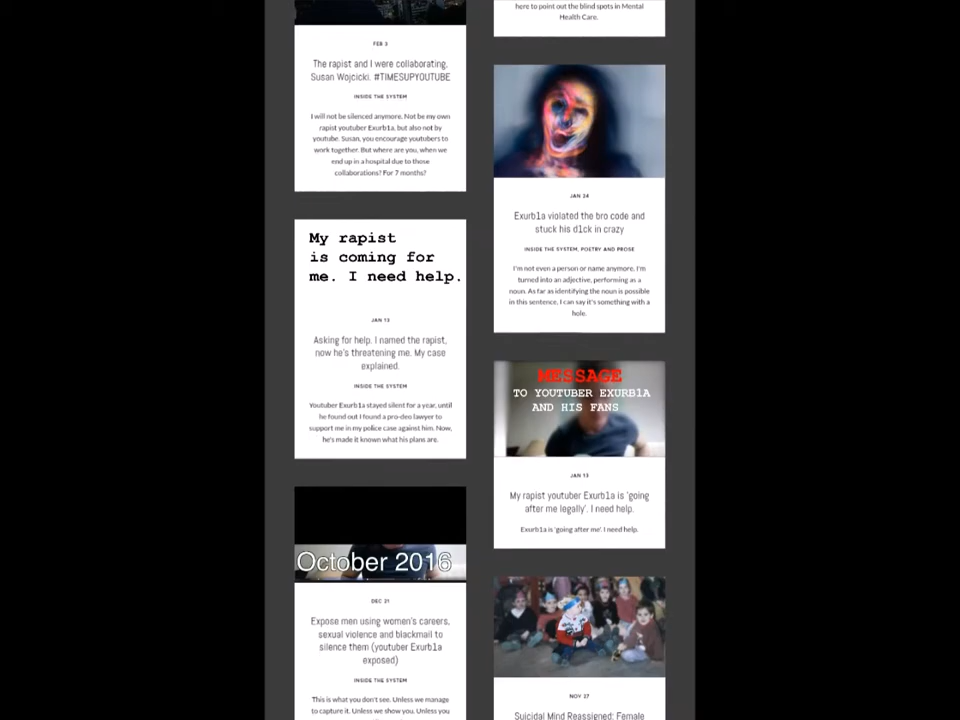 FEB 3
The rapist and I were collaborating.
Susan Wojcicki. #TIMESUPYOUTUBE
INSIDE THE SYSTEM
I will not be silenced anymore. Not be my own
rapist youtuber Exurb1a, but also not by
youtube. Susan, you encourage youtubers to
work together. But where are you, when we
end up in a hospital due to those
collaborations? For 7 months?
My rapist
is coming for
me. I need help.
JAN 13
Asking for help. I named the rapist,
now he's threatening me. My case
explained.
INSIDE THE SYSTEM
Youtuber Exurb1a stayed silent for a year, until
he found out I found a pro-deo lawyer to
support me in my police case against him. Now,
he's made it known what his plans are.
October 2016
DEC 21
Expose men using women's careers,
sexual violence and blackmail to
silence them (youtuber Exurb1a
exposed)
INSIDE THE SYSTEM
This is what you don't see. Unless we manage
to capture it. Unless we show you. Unless you
here to point out the blind spots in Mental
Health Care.
JAN 24
Exurb1a violated the bro code and
stuck his d1ck in crazy
INSIDE THE SYSTEM, POETRY AND PROSE
I'm not even a person or name anymore. I'm
turned into an adjective, performing as a
noun. As far as identifying the noun is possible
in this sentence, I can say it's something with a
hole.
MESSAGE
TO YOUTUBER EXURB1A
AND HIS FANS
JAN 13
My rapist youtuber Exurb1a is 'going
after me legally'. I need help.
Exurb1a is 'going after me'. I need help.
NOV 27
Suicidal Mind Reassigned: Female